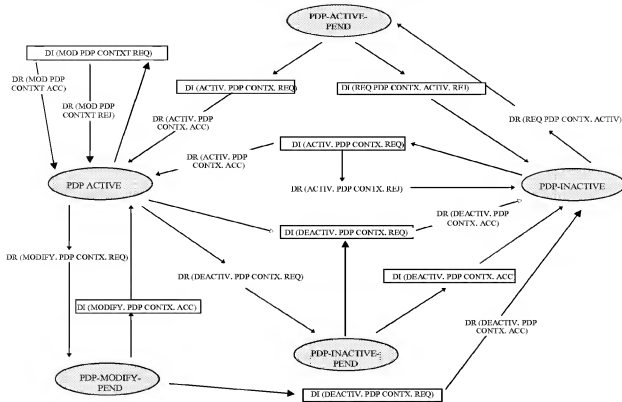 PDP-ACTIVE-
PEND
DI (MOD PDP CONTXT REQ)
DR (MOD PDP
CONTXT ACC)
DR (MOD PDP
CONTXT REJ)
DI (ACTIV. PDP CONTX. REQ)
DI (REQ PDP CONTX. ACTIV. REJ)
DR (ACTIV. PDP
CONTX. ACC)
DR (REQ PDP CONTX. ACTIV)
DI (ACTIV. PDP CONTX. REQ)
DR (ACTIV. PDP
CONTX. ACC)
PDP ACTIVE
DR (ACTIV. PDP CONTX. REJ)
PDP-INACTIVE
DR (DEACTIV. PDP
CONTX. ACC)
DI (DEACTIV. PDP CONTX. REQ)
DR (MODIFY. PDP CONTX. REQ)
DR (DEACTIV. PDP CONTX. REQ)
DI (DEACTIV. PDP CONTX. ACC
DI (MODIFY. PDP CONTX. ACC)
DR (DEACTIV. PDP
CONTX. ACC)
PDP-INACTIVE-
PEND
PDP-MODIFY-
PEND
DI (DEACTIV. PDP CONTX. REQ)